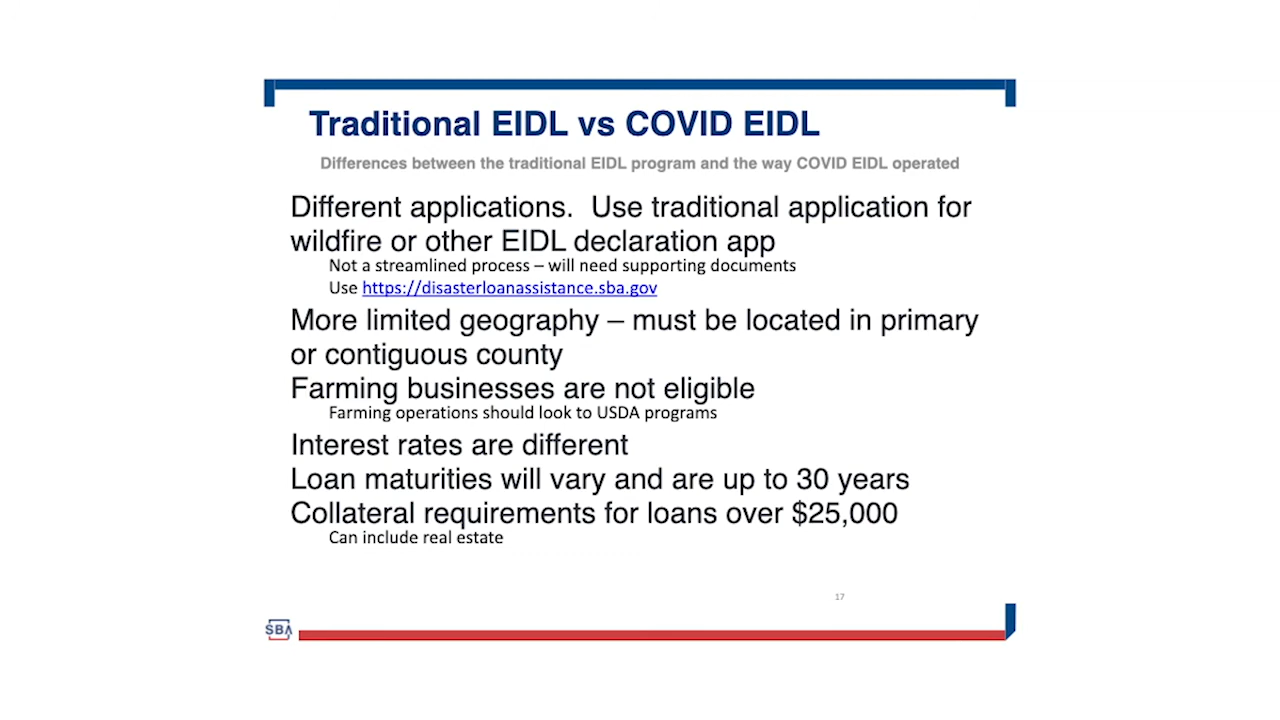 Traditional EIDL vs COVID EIDL
Differences between the traditional EIDL program and the way COVID EIDL operated
Different applications.  Use traditional application for
wildfire or other EIDL declaration app
Not a streamlined process – will need supporting documents
Use https://disasterloanassistance.sba.gov
More limited geography – must be located in primary
or contiguous county
Farming businesses are not eligible
Farming operations should look to USDA programs
Interest rates are different
Loan maturities will vary and are up to 30 years
Collateral requirements for loans over $25,000
Can include real estate
17
SBA